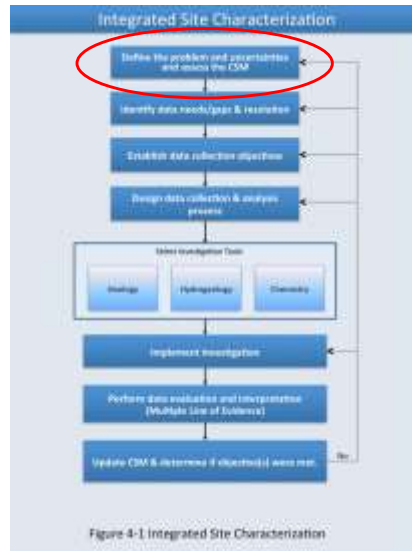 Integrated Site Characterization
Define the problem and uncertainties
and assess the CSM
Identify data needs/gaps & resolution
Establish data collection objectives
Design data collection & analysis
process
Select Investigation Tools
Geology
Hydrogeology
Chemistry
Implement investigation
Perform data evaluation and interpretation
(Multiple Line of Evidence)
Update CSM & determine if objective(s) were met.
No
Figure 4-1 Integrated Site Characterization